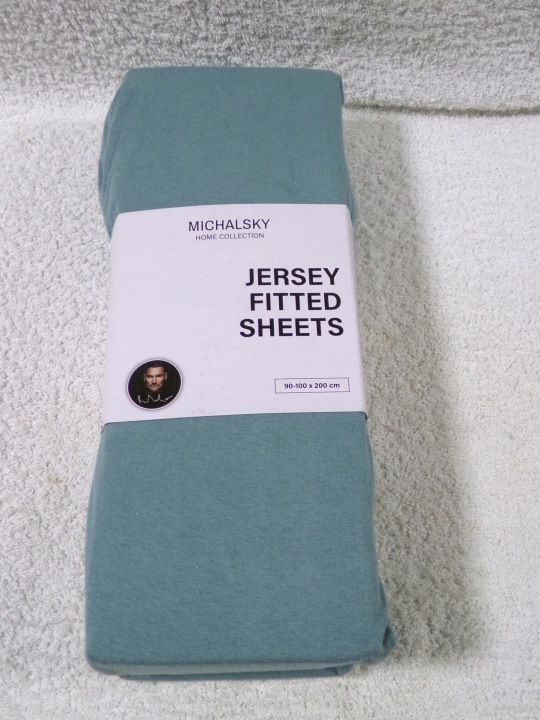 MICHALSKY
HOME COLLECTION
JERSEY
FITTED
SHEETS
90-100 x 200 cm